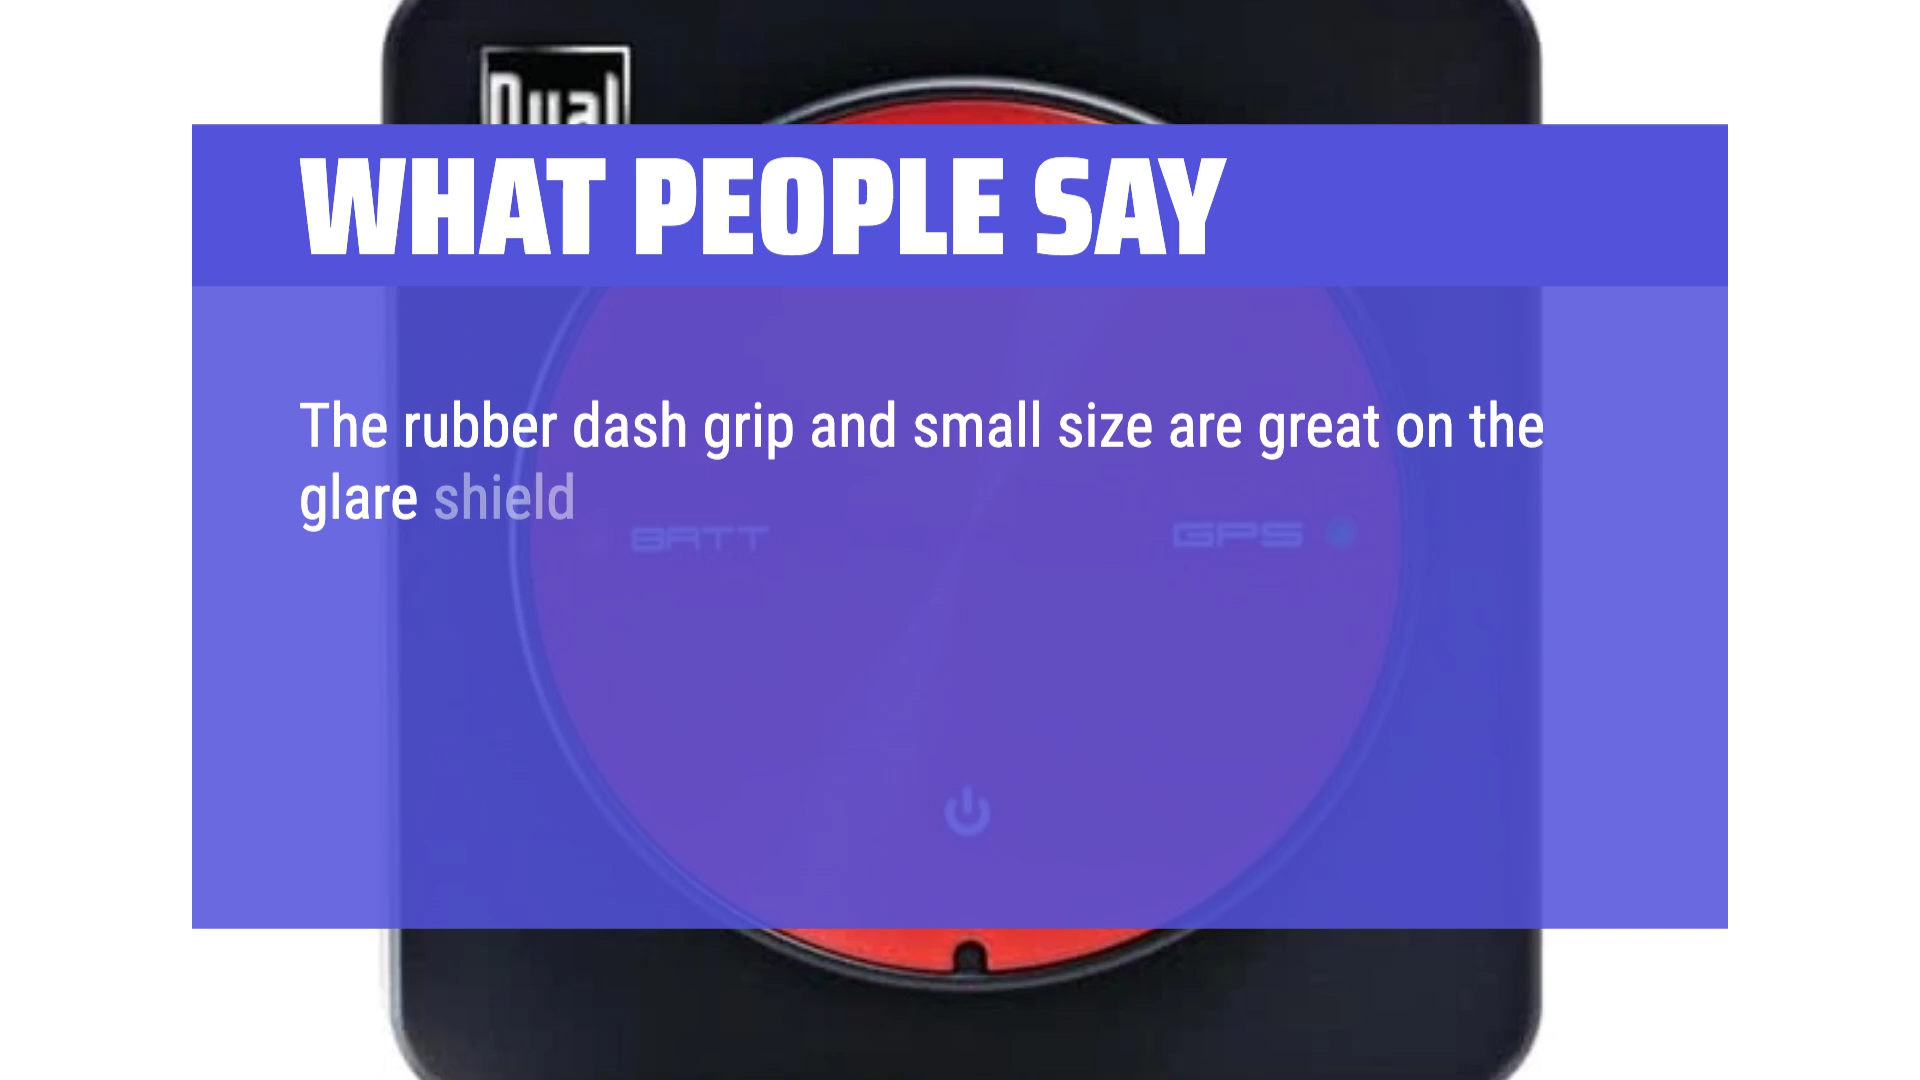 Dual
WHAT PEOPLE SAY
The rubber dash grip and small size are great on the
glare shield
BATT GPS